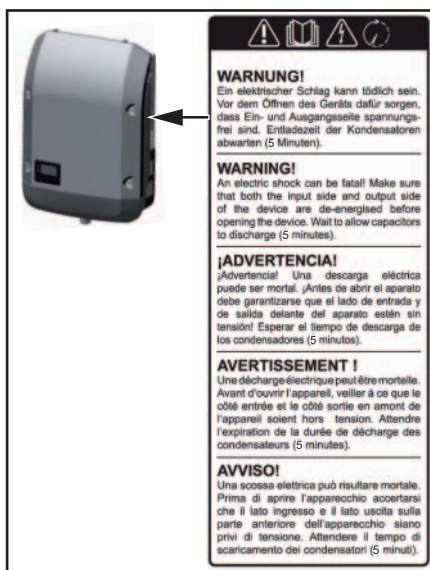 WARNUNG!
Ein elektrischer Schlag kann tödlich sein.
Vor dem Öffnen des Geräts dafür sorgen,
dass Ein- und Ausgangsseite spannungs-
frei sind. Entladezeit der Kondensatoren
abwarten (5 Minuten).
WARNING!
An electric shock can be fatal! Make sure
that both the input side and output side
of the device are de-energised before
opening the device. Wait to allow capacitors
to discharge (5 minutes).
¡ADVERTENCIA!
¡Advertencia! Una descarga eléctrica
puede ser mortal. ¡Antes de abrir el aparato
debe garantizarse que el lado de entrada y
de salida delante del aparato estén sin
tensión! Esperar el tiempo de descarga de
los condensadores (5 minutos).
AVERTISSEMENT !
Une décharge électrique peut être mortelle.
Avant d'ouvrir l'appareil, veiller à ce que le
côté entrée et le côté sortie en amont de
l'appareil soient hors tension. Attendre
l'expiration de la durée de décharge des
condensateurs (5 minutes).
AVVISO!
Una scossa elettrica può risultare mortale.
Prima di aprire l'apparecchio accertarsi
che il lato ingresso e il lato uscita sulla
parte anteriore dell'apparecchio siano
privi di tensione. Attendere il tempo di
scaricamento dei condensatori (5 minuti).